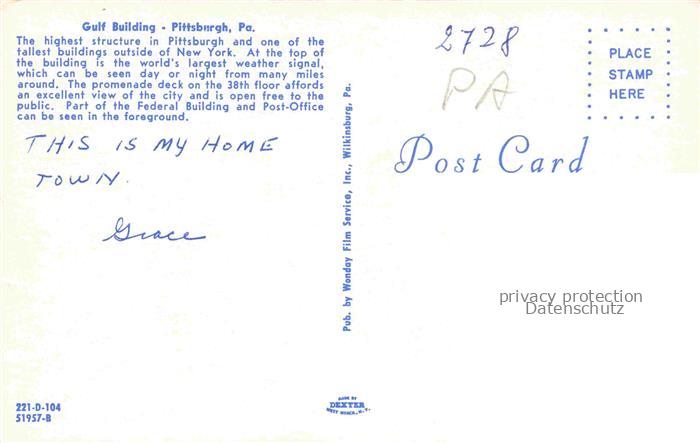 Gulf Building - Pittsburgh, Pa.
The highest structure in Pittsburgh and one of the
tallest buildings outside of New York. At the top of
the building is the world's largest weather signal,
which can be seen day or night from many miles
around. The promenade deck on the 38th floor affords
an excellent view of the city and is open free to the
public. Part of the Federal Building and Post-Office
can be seen in the foreground.
THIS IS MY HOME
TOWN.
Grace
221-D-104
51957-B
Pub. by Wonday Film Service, Inc., Wilkinsburg, Pa.
MADE BY
DEXTER
WEST NYACK, N.Y.
2728
PA
PLACE
STAMP
HERE
Post Card
privacy protection
Datenschutz